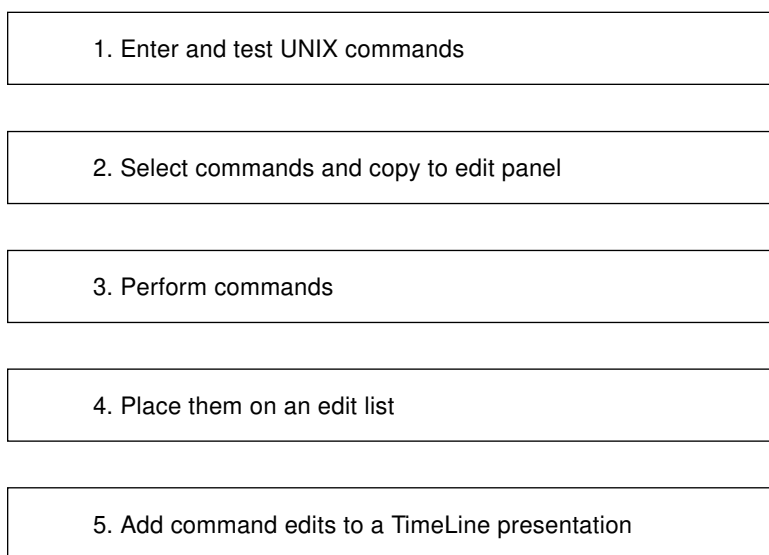 1. Enter and test UNIX commands
2. Select commands and copy to edit panel
3. Perform commands
4. Place them on an edit list
5. Add command edits to a TimeLine presentation